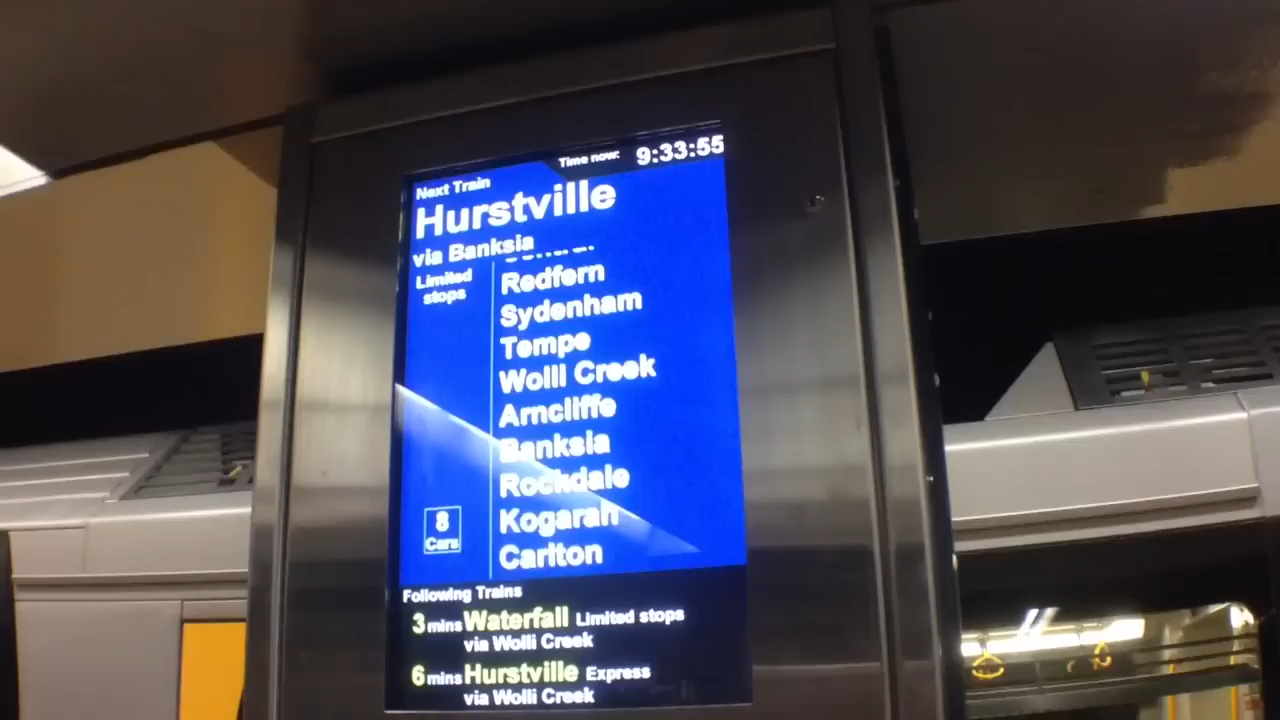 Time now: 9:33:55
Next Train
Hurstville
via Banksia
Limited
stops
Redfern
Sydenham
Tempe
Wolli Creek
Arncliffe
Banksia
Rockdale
Kogarah
Carlton
8
Cars
Following Trains
3 mins Waterfall Limited stops
via Wolli Creek
6 mins Hurstville Express
via Wolli Creek